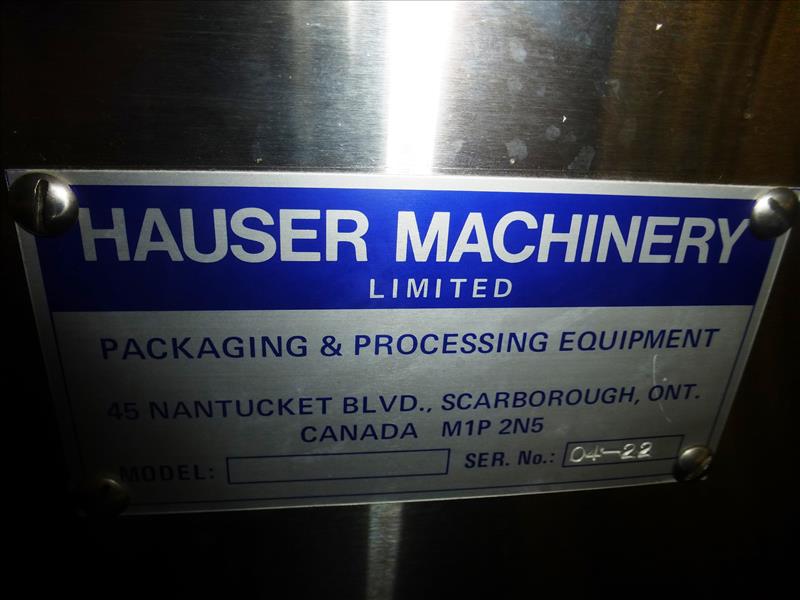 HAUSER MACHINERY
LIMITED
PACKAGING & PROCESSING EQUIPMENT
45 NANTUCKET BLVD., SCARBOROUGH, ONT.
CANADA M1P 2N5
MODEL: SER. No.: 04-22